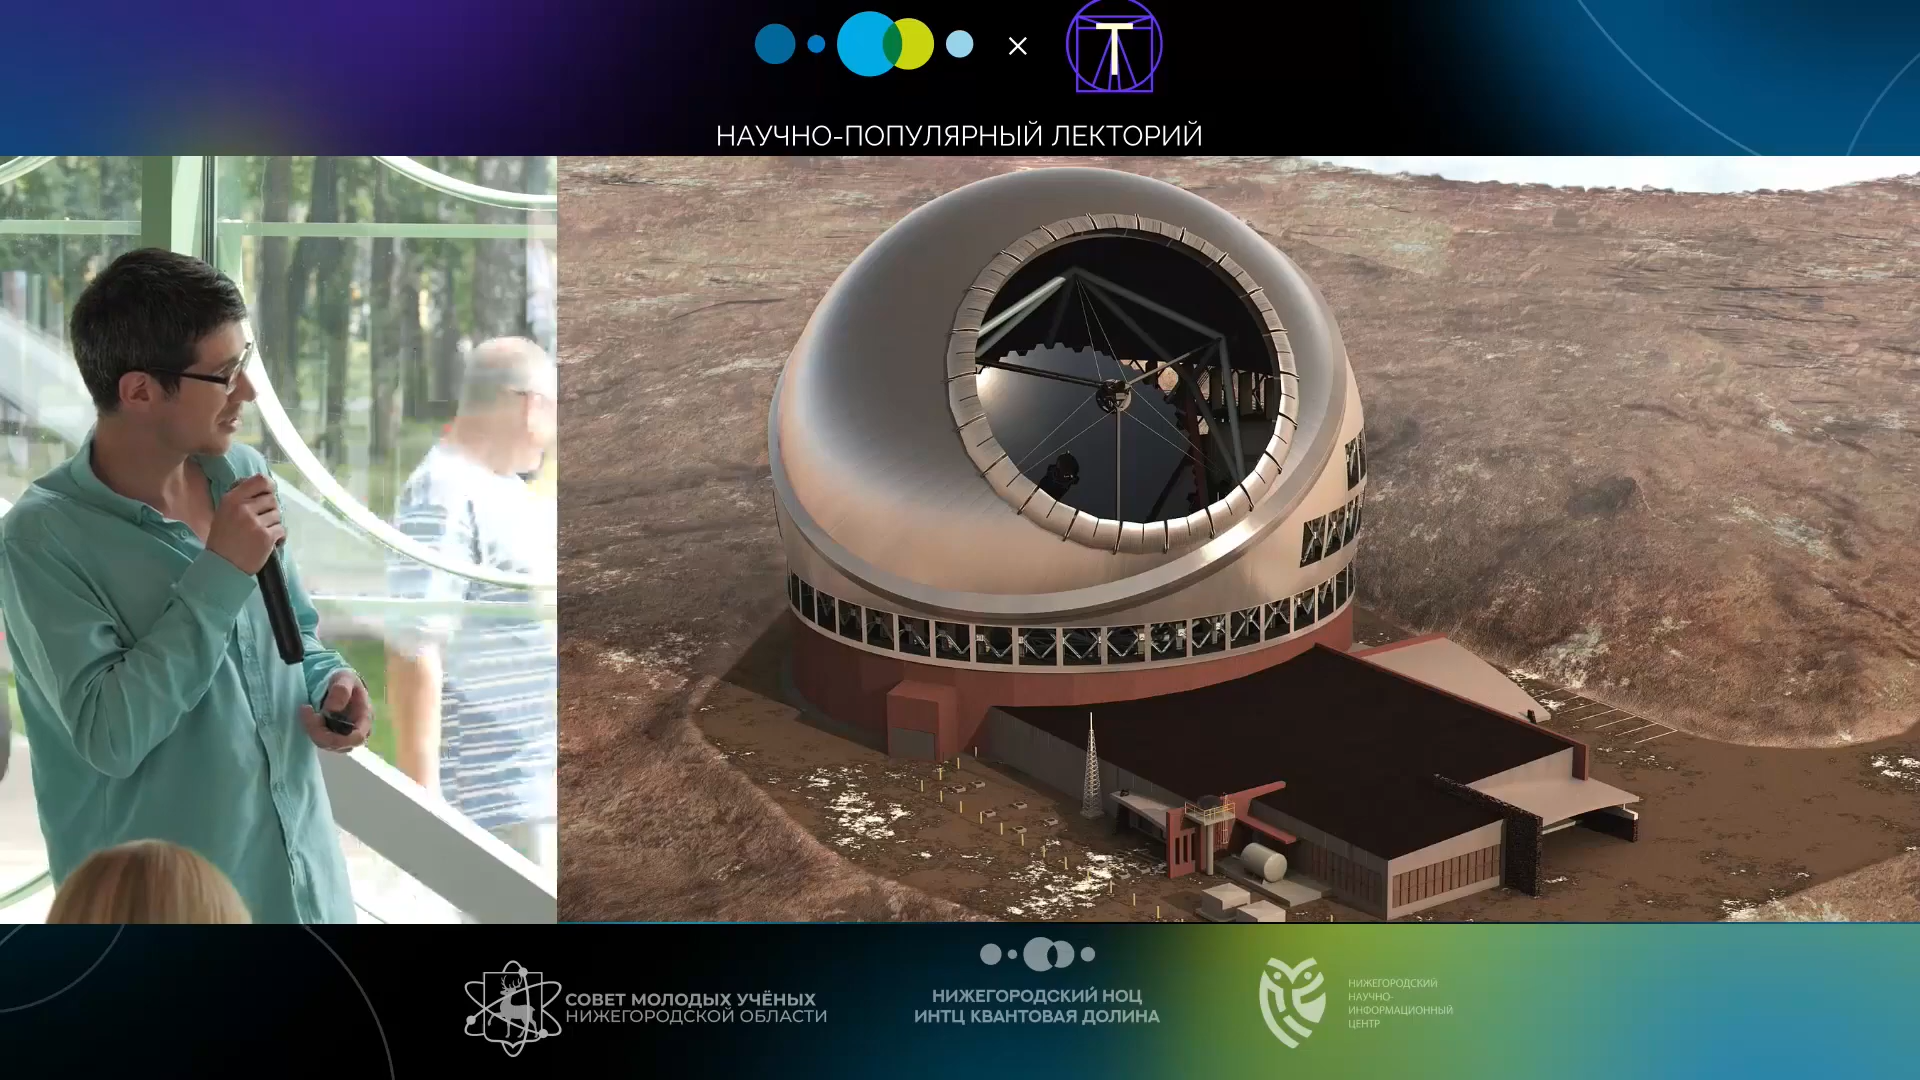 Т
НАУЧНО-ПОПУЛЯРНЫЙ ЛЕКТОРИЙ
СОВЕТ МОЛОДЫХ УЧЁНЫХ
НИЖЕГОРОДСКОЙ ОБЛАСТИ
НИЖЕГОРОДСКИЙ НОЦ
ИНТЦ КВАНТОВАЯ ДОЛИНА
НИЖЕГОРОДСКИЙ
НАУЧНО-
ИНФОРМАЦИОННЫЙ
ЦЕНТР